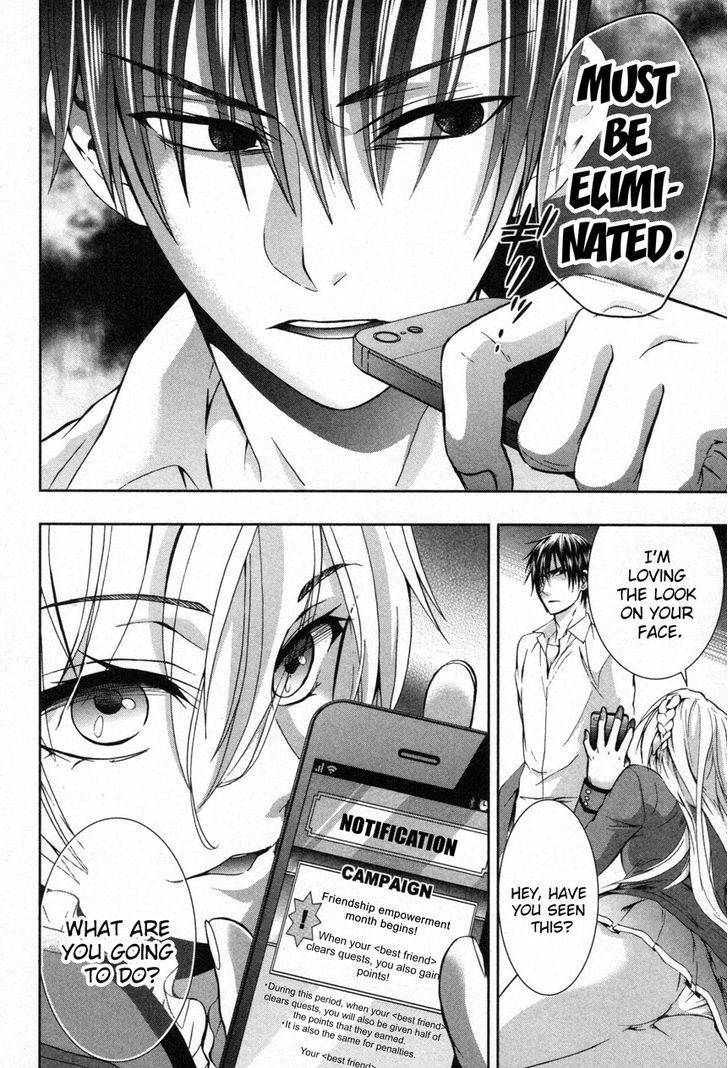 MUST
BE
ELIMI-
NATED.
I'M
LOVING
THE LOOK
ON YOUR
FACE.
HEY, HAVE
YOU SEEN
THIS?
NOTIFICATION
CAMPAIGN
!
Friendship empowerment
month begins!
When your <best friend>
clears quests, you also gain
points!
•During this period, when your <best friend>
clears quests, you will also be given half of
the points that they earned.
•It is also the same for penalties.
Your <best friend>
WHAT ARE
YOU GOING
TO DO?